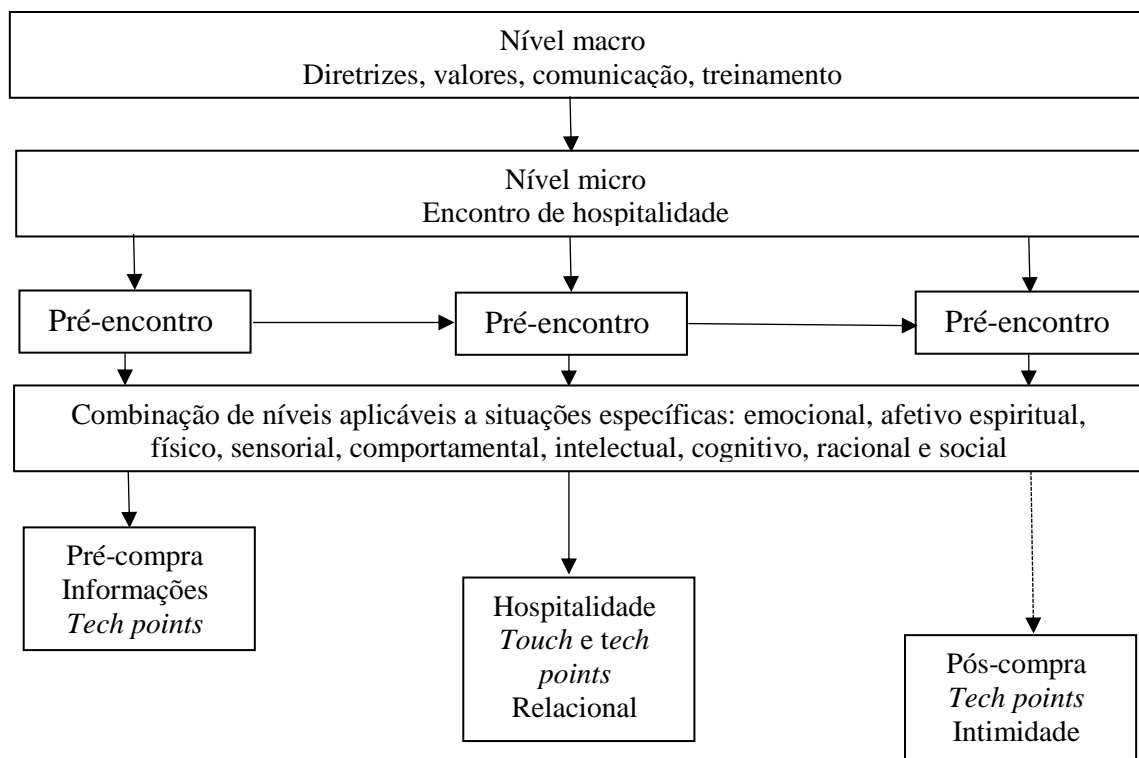 Nível macro
Diretrizes, valores, comunicação, treinamento
Nível micro
Encontro de hospitalidade
Pré-encontro
Pré-encontro
Pré-encontro
Combinação de níveis aplicáveis a situações específicas: emocional, afetivo espiritual,
físico, sensorial, comportamental, intelectual, cognitivo, racional e social
Pré-compra
Informações
Tech points
Hospitalidade
Touch e tech
points
Relacional
Pós-compra
Tech points
Intimidade